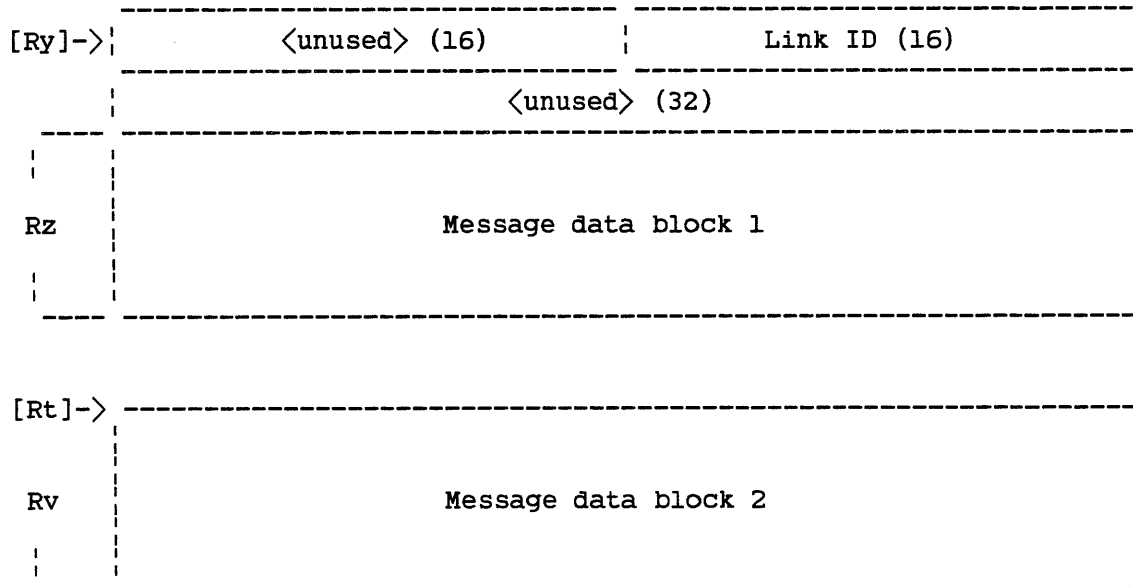 [Ry]-> <unused> (16) Link ID (16)
<unused> (32)
Rz Message data block 1
[Rt]->
Rv Message data block 2